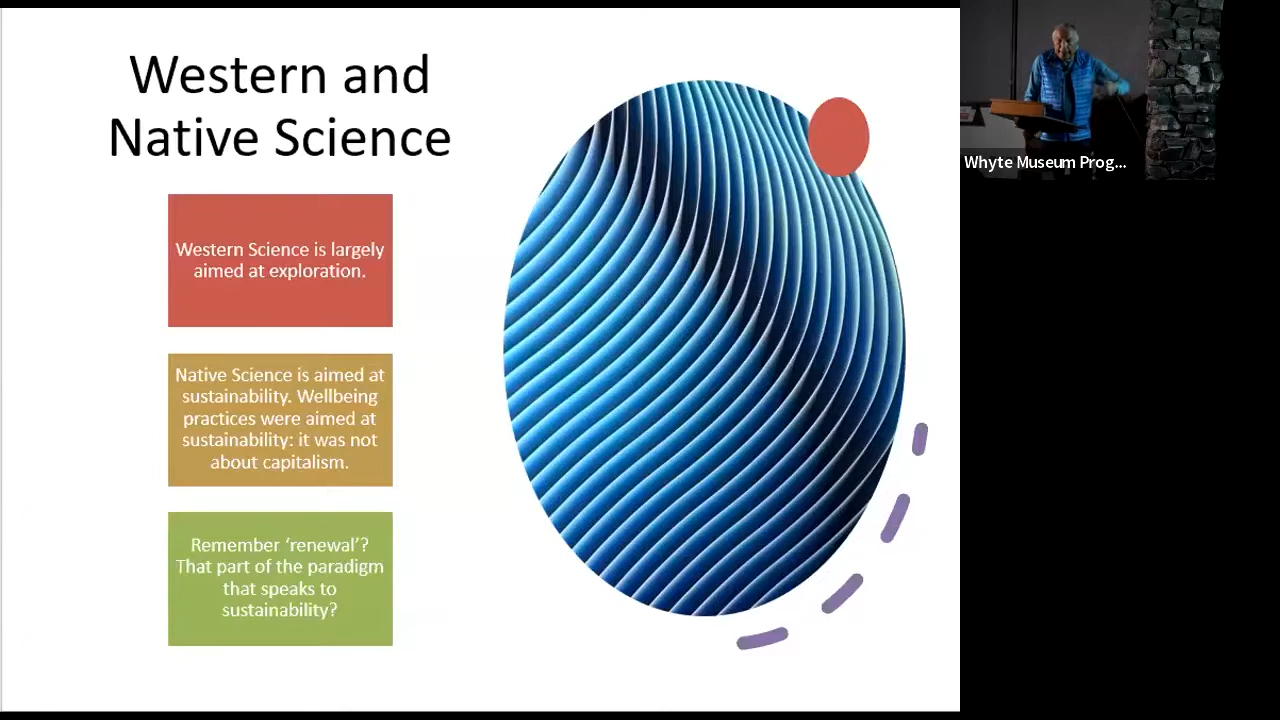 Western and
Native Science
Western Science is largely
aimed at exploration.
Native Science is aimed at
sustainability. Wellbeing
practices were aimed at
sustainability: it was not
about capitalism.
Remember ‘renewal’?
That part of the paradigm
that speaks to
sustainability?
Whyte Museum Prog...